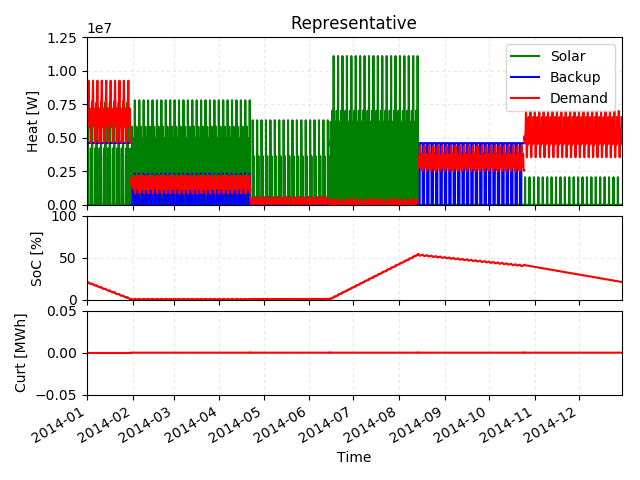 Representative
1e7
1.25
1.00
0.75
0.50
0.25
0.00
Heat [W]
Solar
Backup
Demand
100
50
0
SoC [%]
0.05
0.00
−0.05
Curt [MWh]
2014-01
2014-02
2014-03
2014-04
2014-05
2014-06
2014-07
2014-08
2014-09
2014-10
2014-11
2014-12
Time